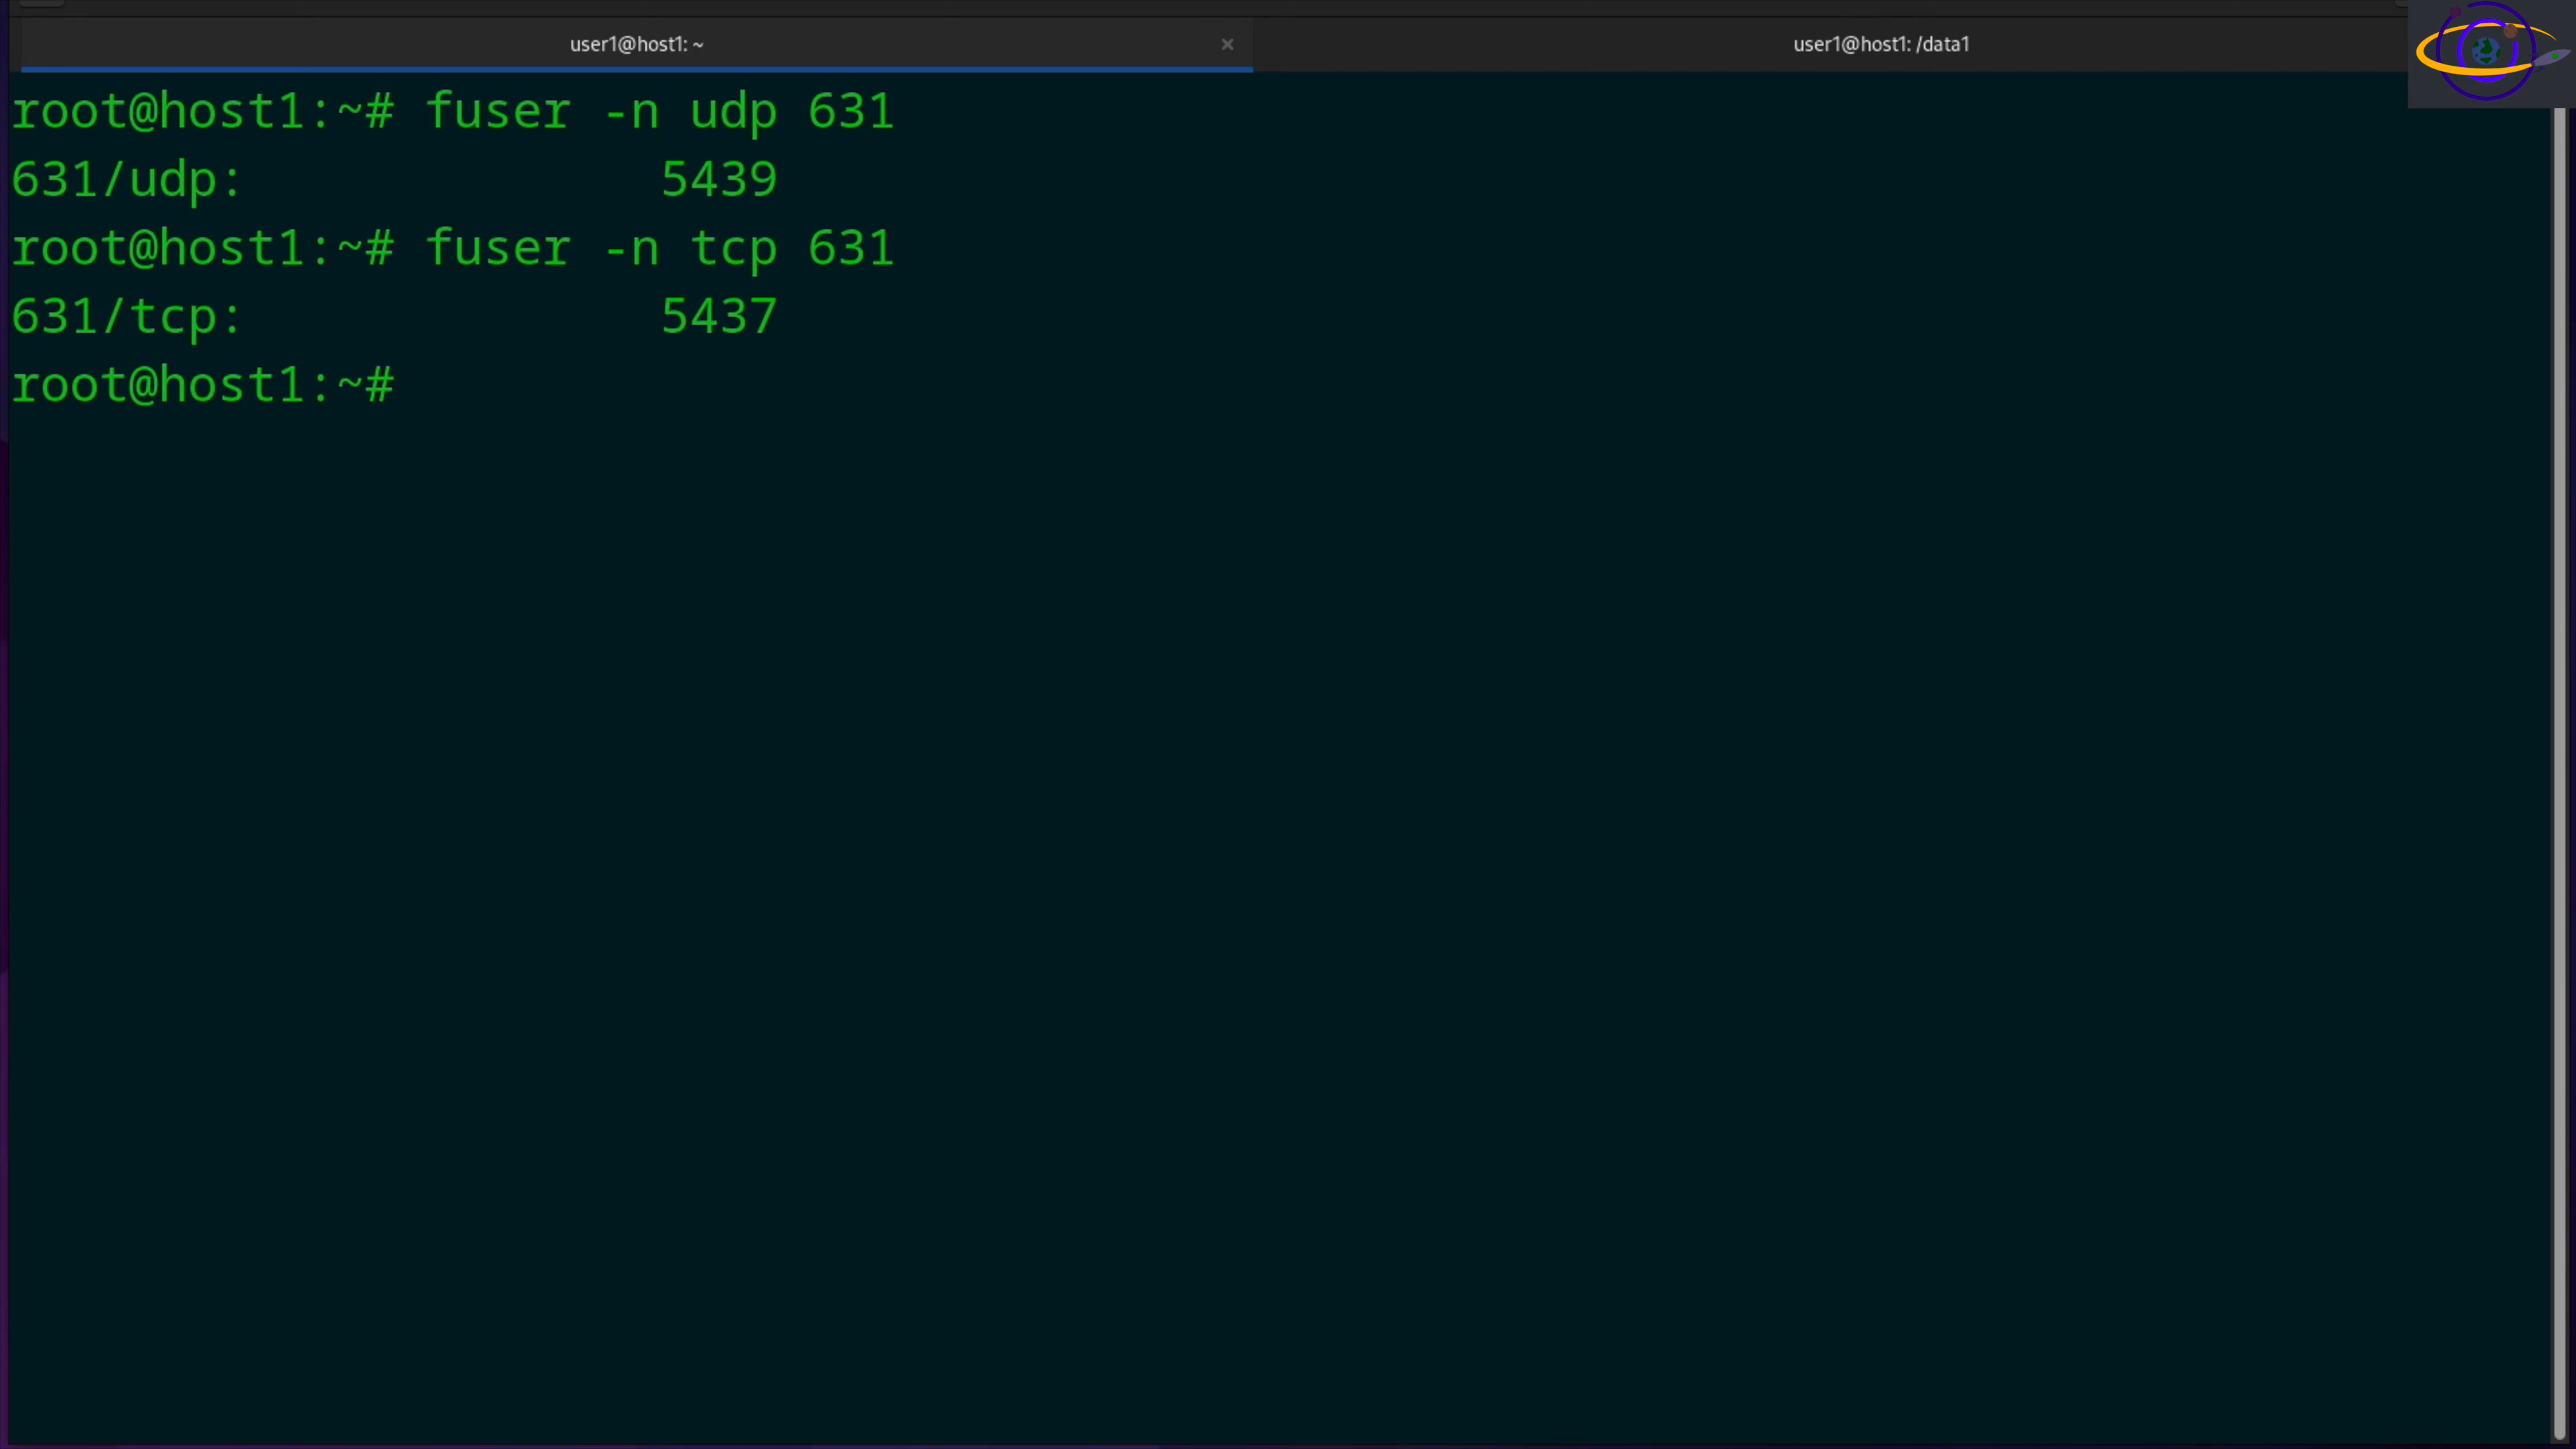 user1@host1: ~ × user1@host1: /data1
root@host1:~# fuser -n udp 631
631/udp:              5439
root@host1:~# fuser -n tcp 631
631/tcp:              5437
root@host1:~#